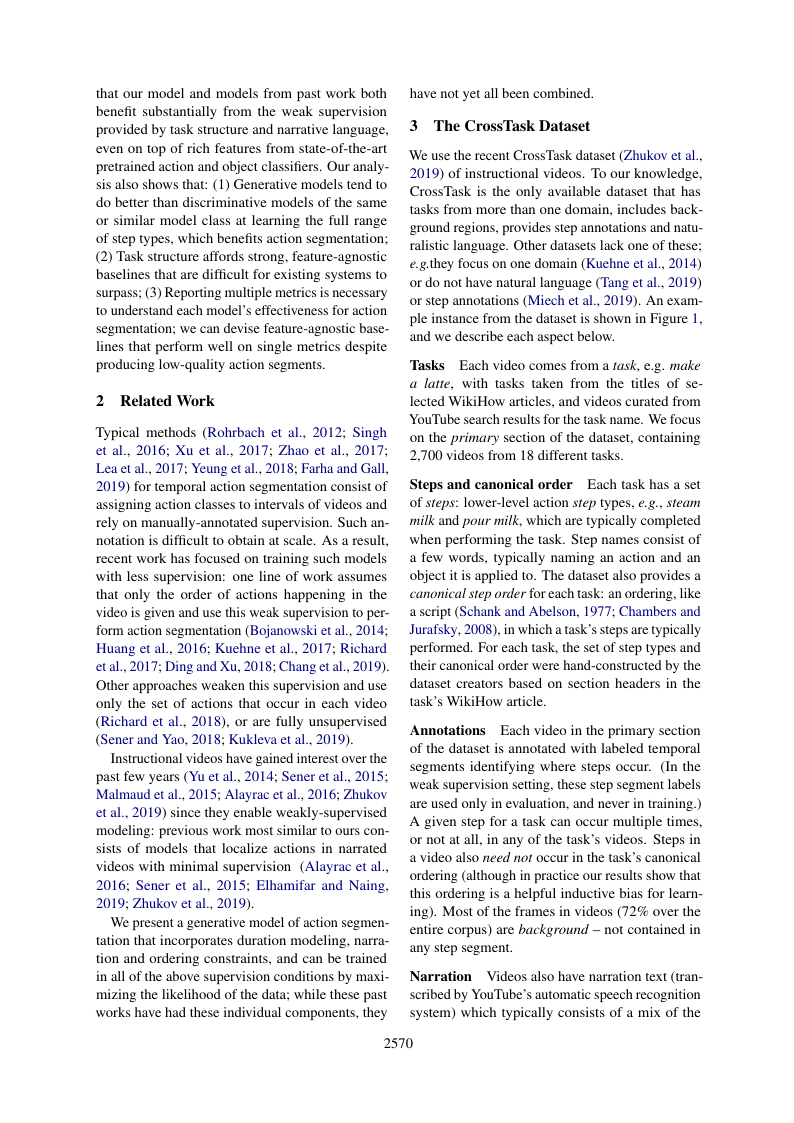 that our model and models from past work both
benefit substantially from the weak supervision
provided by task structure and narrative language,
even on top of rich features from state-of-the-art
pretrained action and object classifiers. Our analy-
sis also shows that: (1) Generative models tend to
do better than discriminative models of the same
or similar model class at learning the full range
of step types, which benefits action segmentation;
(2) Task structure affords strong, feature-agnostic
baselines that are difficult for existing systems to
surpass; (3) Reporting multiple metrics is necessary
to understand each model's effectiveness for action
segmentation; we can devise feature-agnostic base-
lines that perform well on single metrics despite
producing low-quality action segments.
2 Related Work
Typical methods (Rohrbach et al., 2012; Singh
et al., 2016; Xu et al., 2017; Zhao et al., 2017;
Lea et al., 2017; Yeung et al., 2018; Farha and Gall,
2019) for temporal action segmentation consist of
assigning action classes to intervals of videos and
rely on manually-annotated supervision. Such an-
notation is difficult to obtain at scale. As a result,
recent work has focused on training such models
with less supervision: one line of work assumes
that only the order of actions happening in the
video is given and use this weak supervision to per-
form action segmentation (Bojanowski et al., 2014;
Huang et al., 2016; Kuehne et al., 2017; Richard
et al., 2017; Ding and Xu, 2018; Chang et al., 2019).
Other approaches weaken this supervision and use
only the set of actions that occur in each video
(Richard et al., 2018), or are fully unsupervised
(Sener and Yao, 2018; Kukleva et al., 2019).
Instructional videos have gained interest over the
past few years (Yu et al., 2014; Sener et al., 2015;
Malmaud et al., 2015; Alayrac et al., 2016; Zhukov
et al., 2019) since they enable weakly-supervised
modeling: previous work most similar to ours con-
sists of models that localize actions in narrated
videos with minimal supervision (Alayrac et al.,
2016; Sener et al., 2015; Elhamifar and Naing,
2019; Zhukov et al., 2019).
We present a generative model of action segmen-
tation that incorporates duration modeling, narra-
tion and ordering constraints, and can be trained
in all of the above supervision conditions by maxi-
mizing the likelihood of the data; while these past
works have had these individual components, they
have not yet all been combined.
3 The CrossTask Dataset
We use the recent CrossTask dataset (Zhukov et al.,
2019) of instructional videos. To our knowledge,
CrossTask is the only available dataset that has
tasks from more than one domain, includes back-
ground regions, provides step annotations and natu-
ralistic language. Other datasets lack one of these;
e.g.they focus on one domain (Kuehne et al., 2014)
or do not have natural language (Tang et al., 2019)
or step annotations (Miech et al., 2019). An exam-
ple instance from the dataset is shown in Figure 1,
and we describe each aspect below.
Tasks Each video comes from a task, e.g. make
a latte, with tasks taken from the titles of se-
lected WikiHow articles, and videos curated from
YouTube search results for the task name. We focus
on the primary section of the dataset, containing
2,700 videos from 18 different tasks.
Steps and canonical order Each task has a set
of steps: lower-level action step types, e.g., steam
milk and pour milk, which are typically completed
when performing the task. Step names consist of
a few words, typically naming an action and an
object it is applied to. The dataset also provides a
canonical step order for each task: an ordering, like
a script (Schank and Abelson, 1977; Chambers and
Jurafsky, 2008), in which a task's steps are typically
performed. For each task, the set of step types and
their canonical order were hand-constructed by the
dataset creators based on section headers in the
task's WikiHow article.
Annotations Each video in the primary section
of the dataset is annotated with labeled temporal
segments identifying where steps occur. (In the
weak supervision setting, these step segment labels
are used only in evaluation, and never in training.)
A given step for a task can occur multiple times,
or not at all, in any of the task's videos. Steps in
a video also need not occur in the task's canonical
ordering (although in practice our results show that
this ordering is a helpful inductive bias for learn-
ing). Most of the frames in videos (72% over the
entire corpus) are background – not contained in
any step segment.
Narration Videos also have narration text (tran-
scribed by YouTube's automatic speech recognition
system) which typically consists of a mix of the
2570